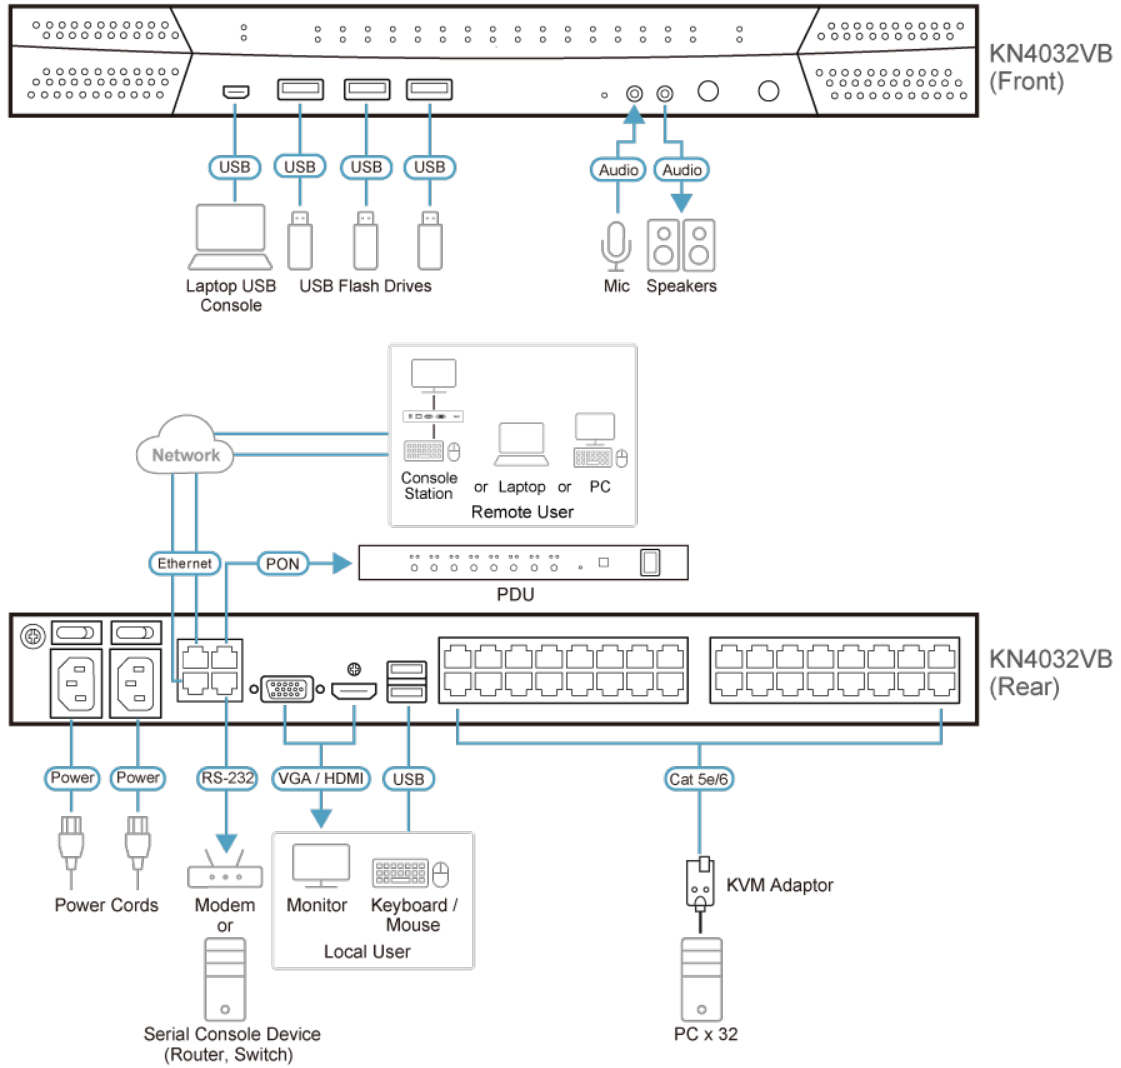 KN4032VB
(Front)
USB
USB
USB
USB
Audio
Audio
Laptop USB
Console
USB Flash Drives
Mic
Speakers
Network
Console
Station
or
Laptop
or
PC
Remote User
Ethernet
PON
PDU
KN4032VB
(Rear)
Power
Power
RS-232
VGA / HDMI
USB
Cat 5e/6
Power Cords
Modem
or
Monitor
Keyboard /
Mouse
Local User
KVM Adaptor
Serial Console Device
(Router, Switch)
PC x 32